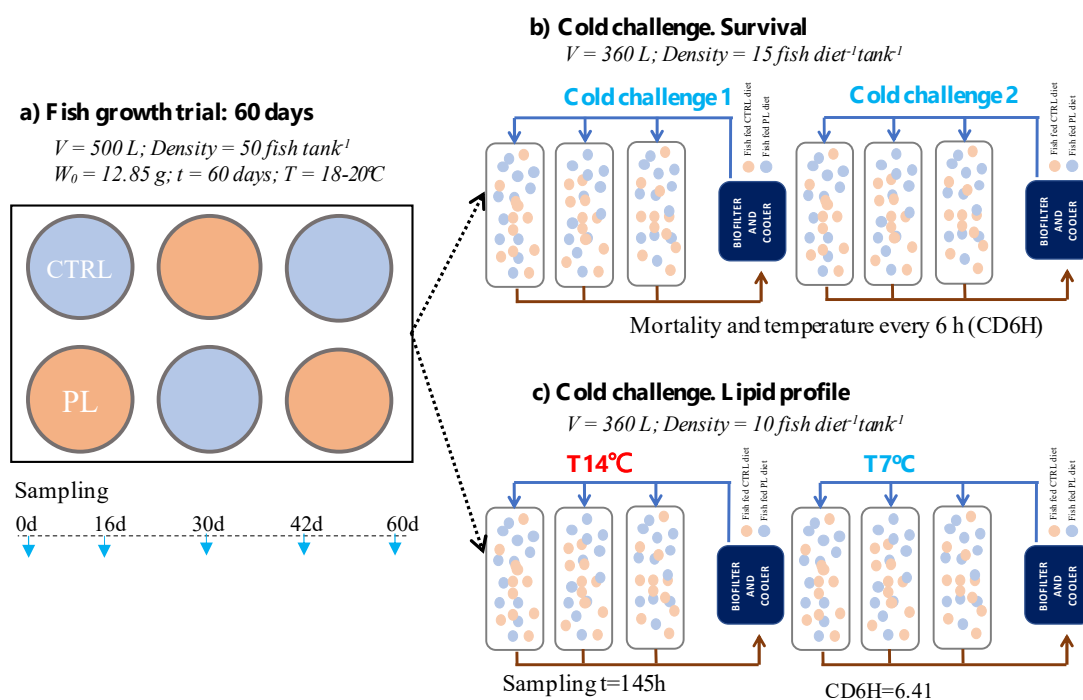 a) Fish growth trial: 60 days
V = 500 L; Density = 50 fish tank⁻¹
W₀ = 12.85 g; t = 60 days; T = 18-20ºC
CTRL
PL
Sampling
0d 16d 30d 42d 60d
b) Cold challenge. Survival
V = 360 L; Density = 15 fish diet⁻¹tank⁻¹
Cold challenge 1
Fish fed CTRL diet
Fish fed PL diet
BIOFILTER
AND
COOLER
Cold challenge 2
Fish fed CTRL diet
Fish fed PL diet
BIOFILTER
AND
COOLER
Mortality and temperature every 6 h (CD6H)
c) Cold challenge. Lipid profile
V = 360 L; Density = 10 fish diet⁻¹tank⁻¹
T14℃
Fish fed CTRL diet
Fish fed PL diet
BIOFILTER
AND
COOLER
T7ºC
Fish fed CTRL diet
Fish fed PL diet
BIOFILTER
AND
COOLER
Sampling t=145h
CD6H=6.41